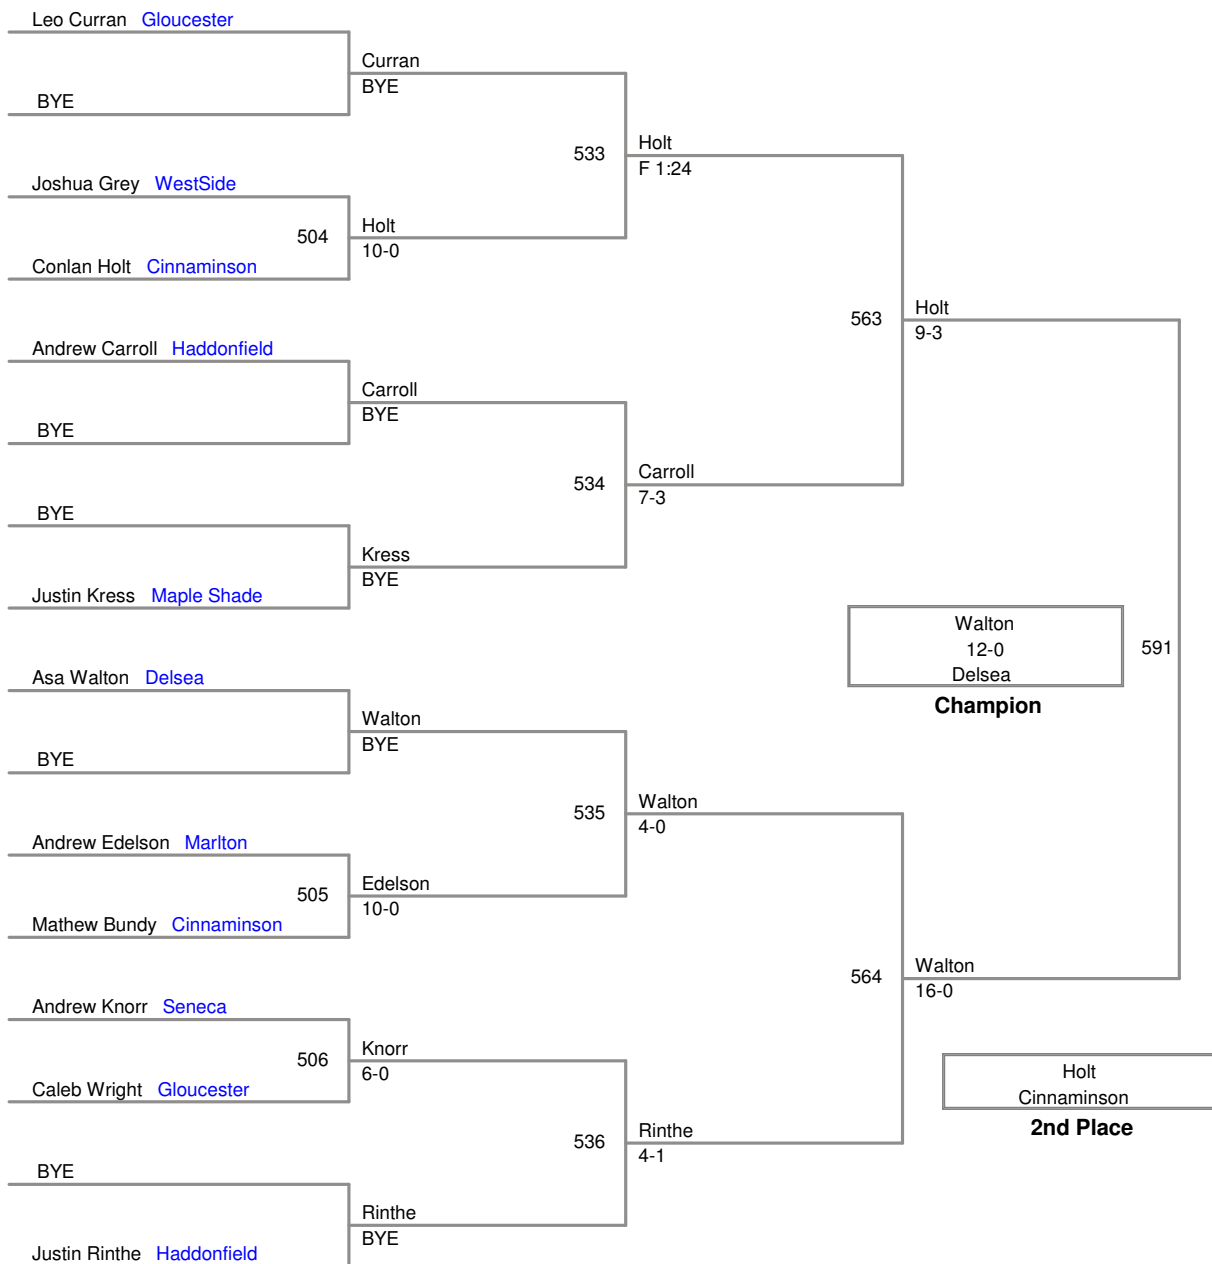 Leo Curran Gloucester
Curran
BYE
BYE
533
Holt
F 1:24
Joshua Grey WestSide
504
Holt
10-0
Conlan Holt Cinnaminson
563
Holt
9-3
Andrew Carroll Haddonfield
Carroll
BYE
BYE
534
Carroll
7-3
BYE
Kress
BYE
Justin Kress Maple Shade
Walton
12-0
Delsea
Champion
591
Asa Walton Delsea
Walton
BYE
BYE
535
Walton
4-0
Andrew Edelson Marlton
505
Edelson
10-0
Mathew Bundy Cinnaminson
564
Walton
16-0
Andrew Knorr Seneca
506
Knorr
6-0
Caleb Wright Gloucester
Holt
Cinnaminson
2nd Place
536
Rinthe
4-1
BYE
Rinthe
BYE
Justin Rinthe Haddonfield